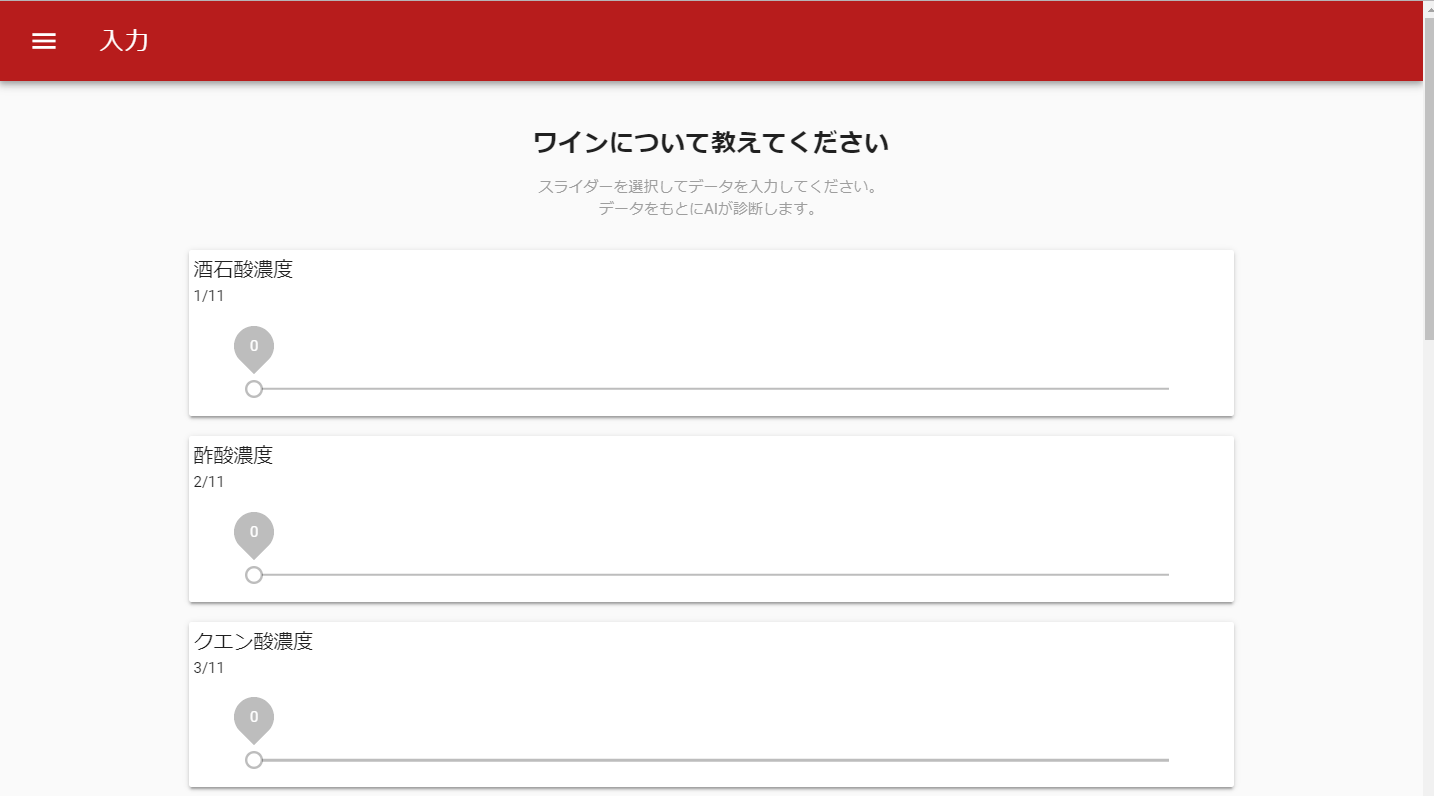 入力
ワインについて教えてください
スライダーを選択してデータを入力してください。
データをもとにAIが診断します。
酒石酸濃度
1/11
0
酢酸濃度
2/11
0
クエン酸濃度
3/11
0